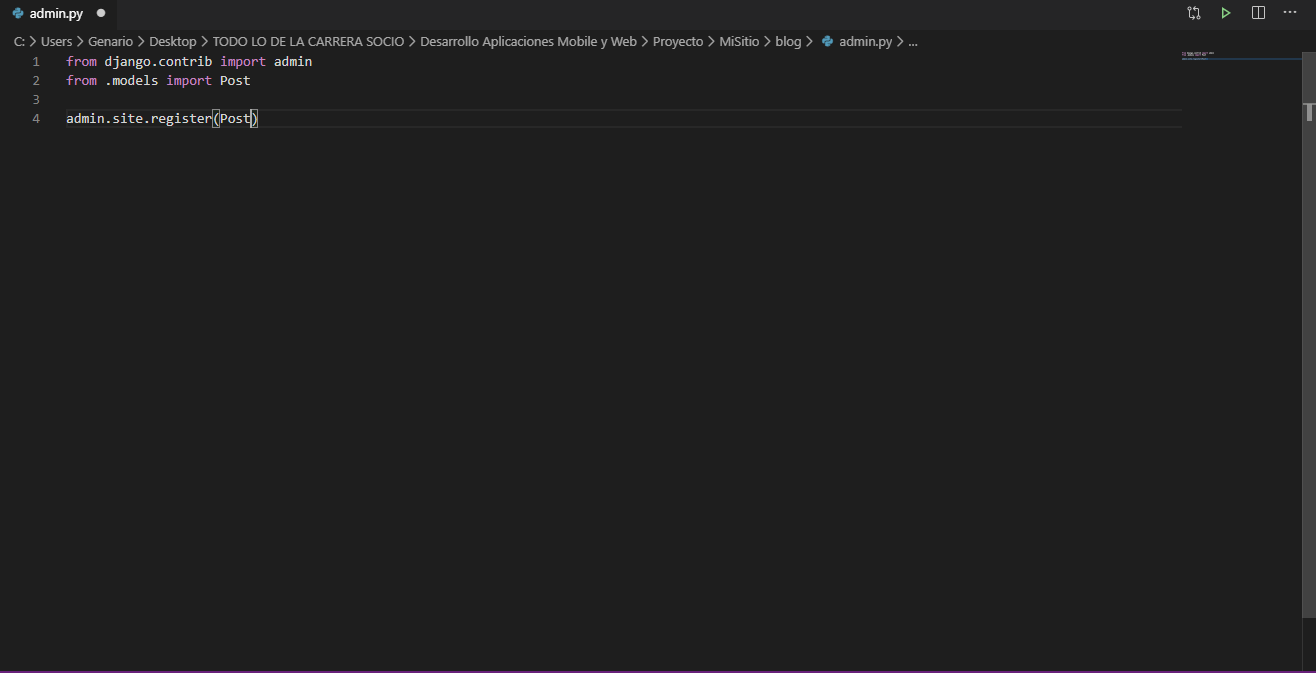 admin.py
C: > Users > Genario > Desktop > TODO LO DE LA CARRERA SOCIO > Desarrollo Aplicaciones Mobile y Web > Proyecto > MiSitio > blog > admin.py > ...
1 from django.contrib import admin
2 from .models import Post
3
4 admin.site.register(Post)